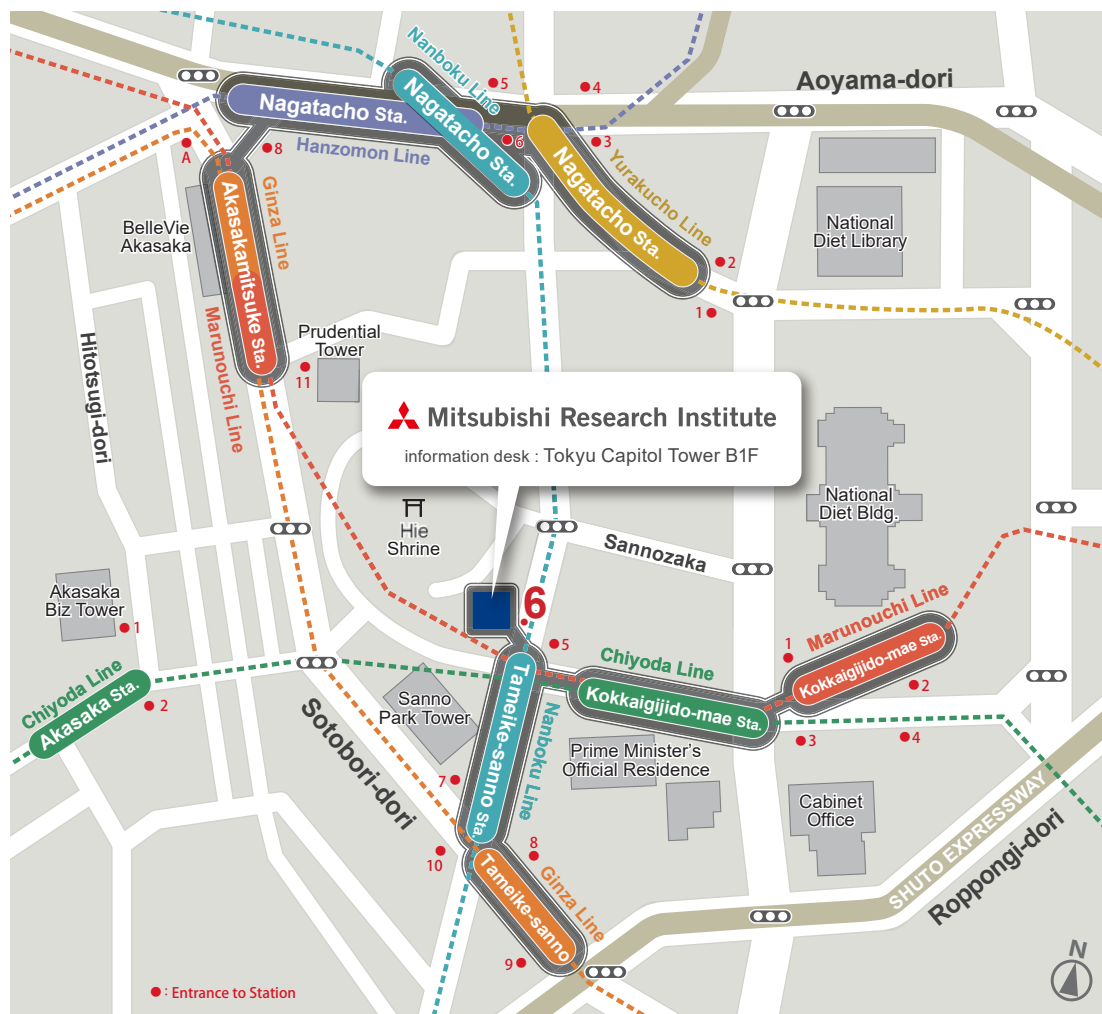 Nanboku Line
5
4
Aoyama-dori
Nagatacho Sta.
Nagatacho Sta.
Hanzomon Line
A
8
6
3
Nagatacho Sta.
Yurakucho Line
2
1
National
Diet Library
BelleVie
Akasaka
Akasakamitsuke Sta.
Ginza Line
Marunouchi Line
Hitotsugi-dori
Prudential
Tower
11
Mitsubishi Research Institute
information desk : Tokyu Capitol Tower B1F
Hie
Shrine
National
Diet Bldg.
Sannozaka
Akasaka
Biz Tower
1
6
5
Chiyoda Line
Akasaka Sta.
2
Chiyoda Line
Kokkaigijido-mae Sta.
1
Marunouchi Line
Kokkaigijido-mae Sta.
2
3
4
Sotobori-dori
Sanno
Park Tower
7
Tameike-sanno Sta
Nanboku Line
Prime Minister's
Official Residence
Cabinet
Office
10
8
Tameike-sanno
Ginza Line
9
SHUTO EXPRESSWAY
Roppongi-dori
N
: Entrance to Station